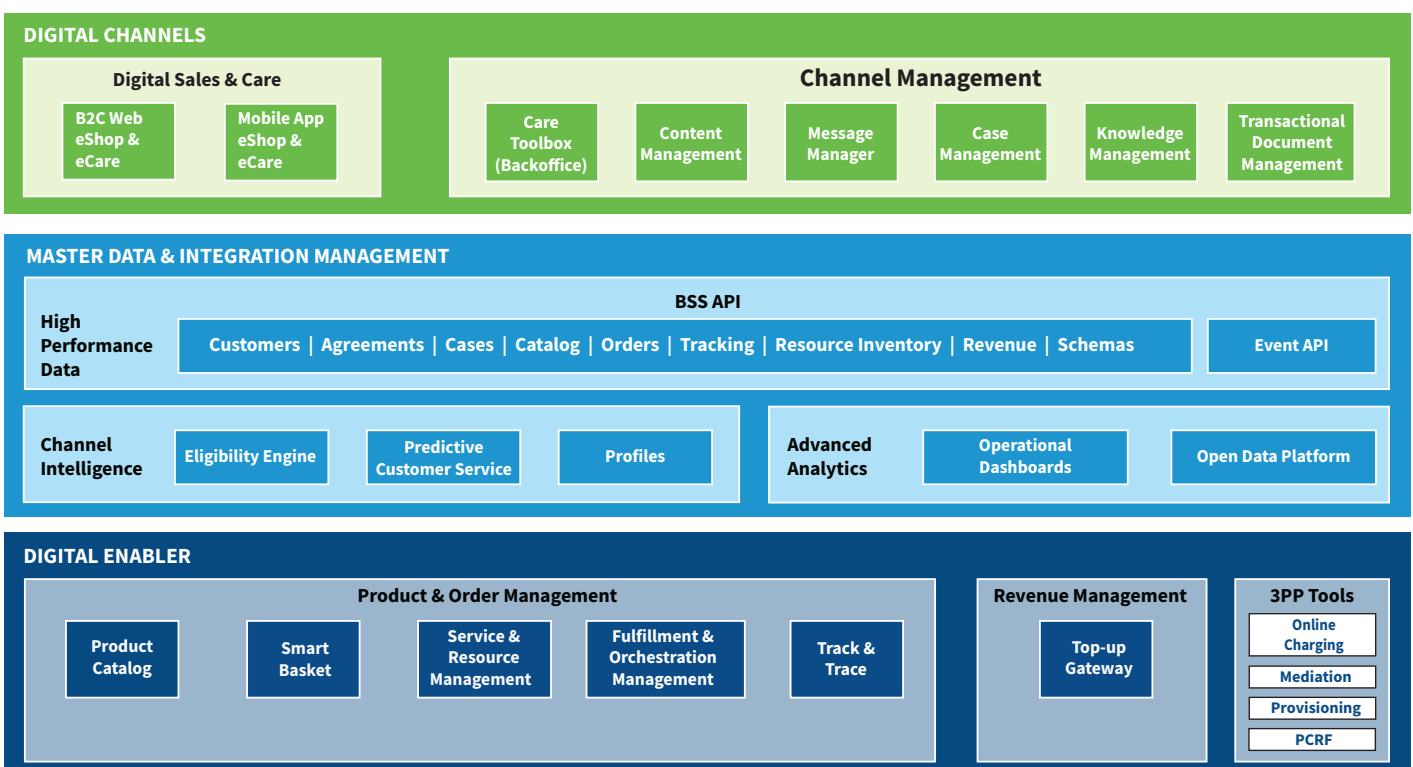 DIGITAL CHANNELS
Digital Sales & Care
B2C Web
eShop &
eCare
Mobile App
eShop &
eCare
Channel Management
Care
Toolbox
(Backoffice)
Content
Management
Message
Manager
Case
Management
Knowledge
Management
Transactional
Document
Management
MASTER DATA & INTEGRATION MANAGEMENT
High
Performance
Data
BSS API
Customers | Agreements | Cases | Catalog | Orders | Tracking | Resource Inventory | Revenue | Schemas
Event API
Channel
Intelligence
Eligibility Engine
Predictive
Customer Service
Profiles
Advanced
Analytics
Operational
Dashboards
Open Data Platform
DIGITAL ENABLER
Product & Order Management
Product
Catalog
Smart
Basket
Service &
Resource
Management
Fulfillment &
Orchestration
Management
Track &
Trace
Revenue Management
Top-up
Gateway
3PP Tools
Online
Charging
Mediation
Provisioning
PCRF